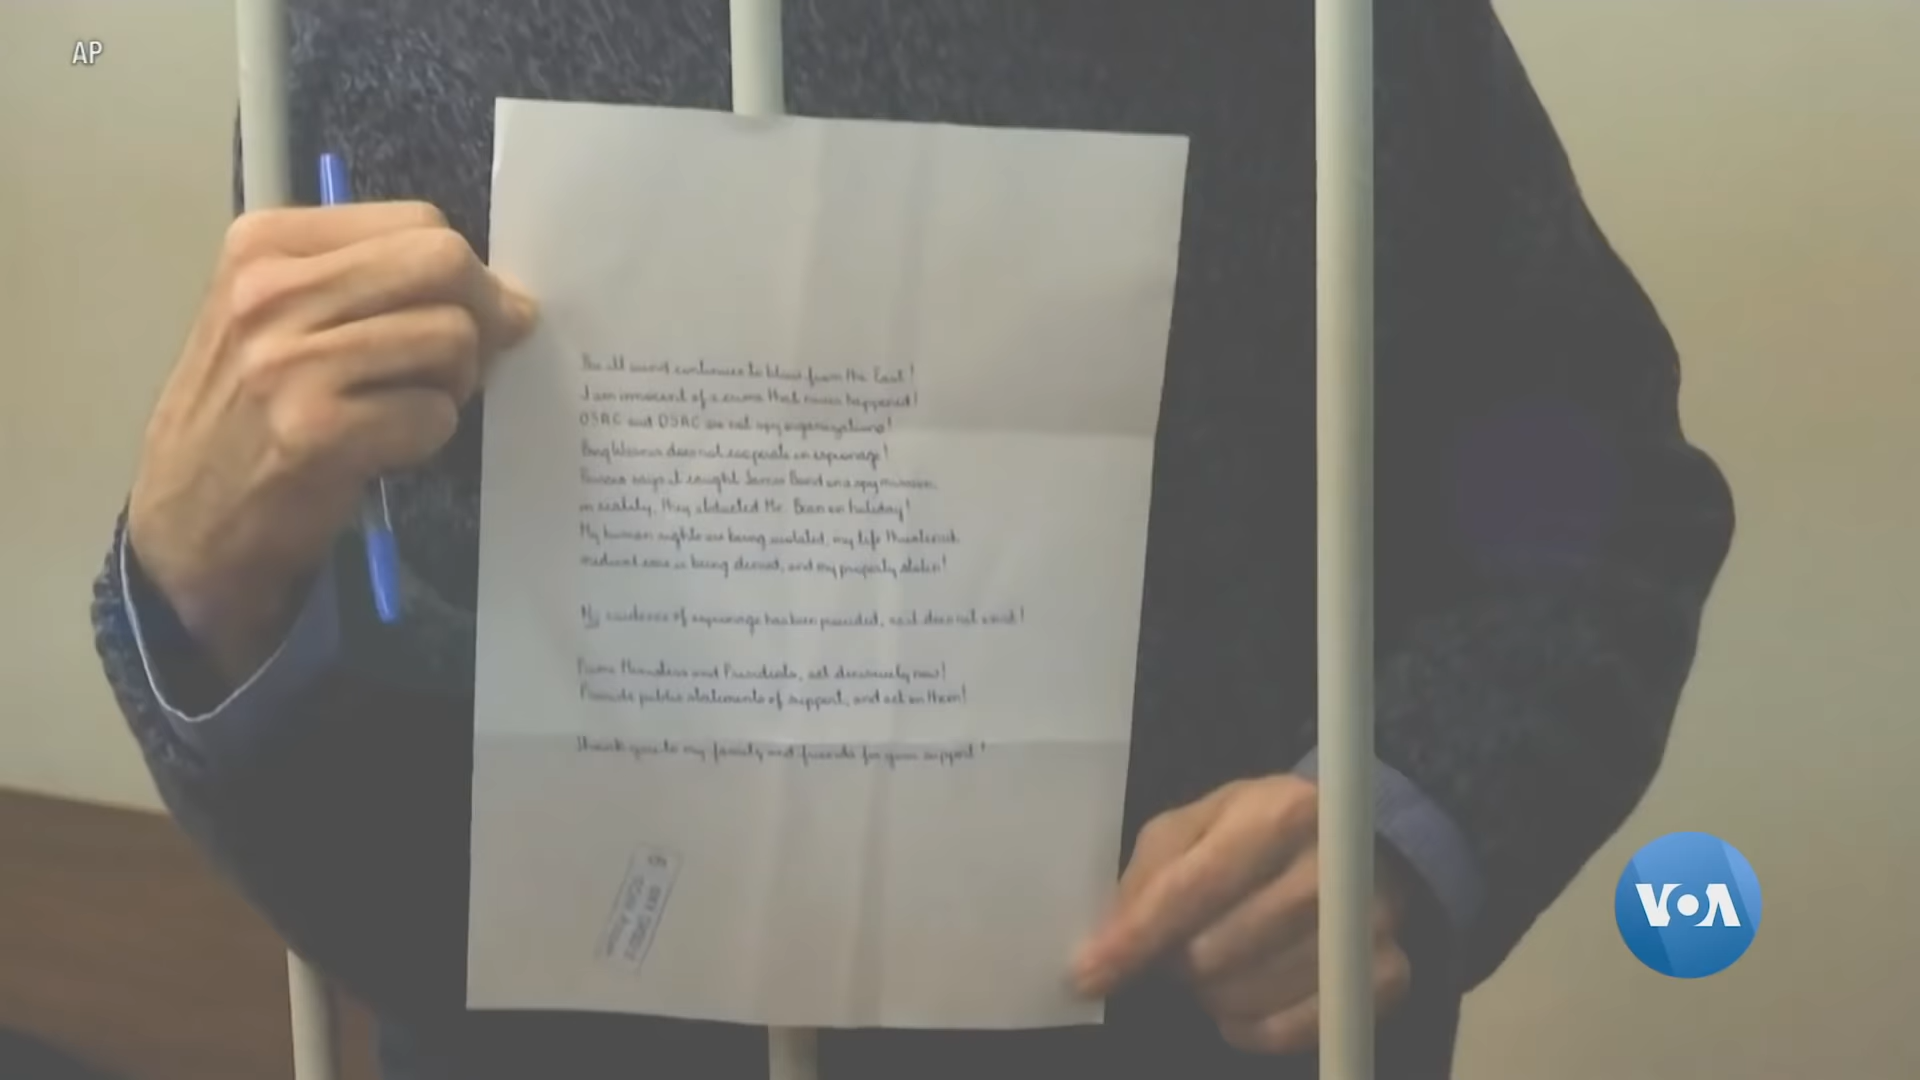 AP
The ill wind continues to blow from the East!
I am innocent of a crime that never happened!
OSAC and DSAC are not spy organizations!
BorgWarner does not cooperate in espionage!
Russia says it caught James Bond on a spy mission,
in reality, they abducted Mr. Bean on holiday!
My human rights are being violated, my life threatened,
medical care is being denied, and my property stolen!
evidence of espionage has been provided, as it does not exist!
Prime Ministers and Presidents, act decisively now!
Provide public statements of support, and act on them!
Thank you to my family and friends for your support!
VOA